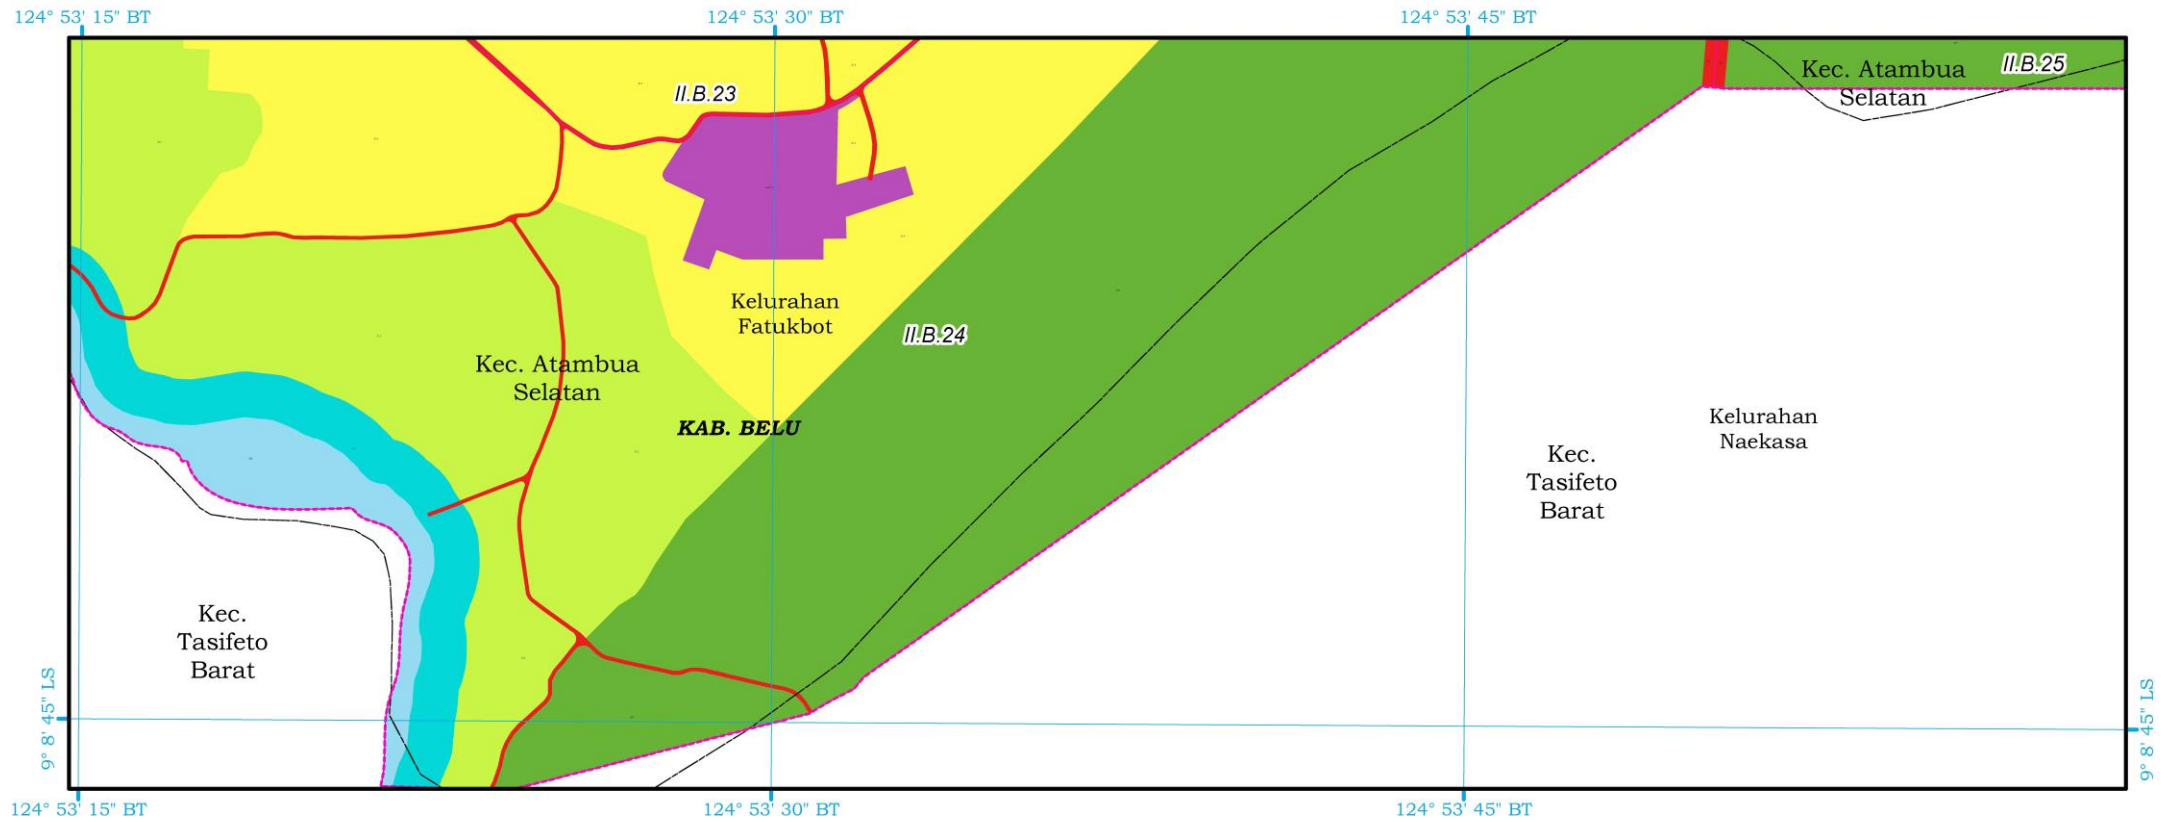 124° 53' 15" BT
124° 53' 30" BT
124° 53' 45" BT
Kec. Atambua
Selatan
II.B.25
II.B.23
Kelurahan
Fatukbot
II.B.24
Kec. Atambua
Selatan
KAB. BELU
Kelurahan
Naekasa
Kec.
Tasifeto
Barat
Kec.
Tasifeto
Barat
9° 8' 45" LS
9° 8' 45" LS
124° 53' 15" BT
124° 53' 30" BT
124° 53' 45" BT